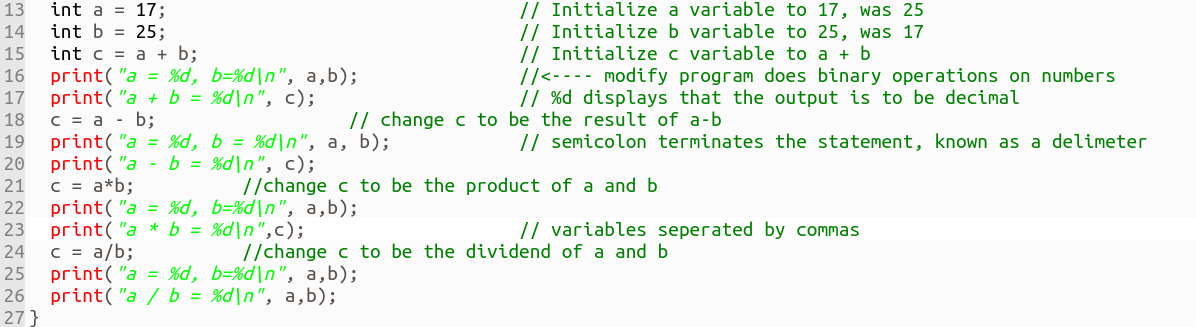 13 int a = 17; // Initialize a variable to 17, was 25
14 int b = 25; // Initialize b variable to 25, was 17
15 int c = a + b; // Initialize c variable to a + b
16 print("a = %d, b=%d\n", a,b); //<---- modify program does binary operations on numbers
17 print("a + b = %d\n", c); // %d displays that the output is to be decimal
18 c = a - b; // change c to be the result of a-b
19 print("a = %d, b = %d\n", a, b); // semicolon terminates the statement, known as a delimeter
20 print("a - b = %d\n", c);
21 c = a*b; //change c to be the product of a and b
22 print("a = %d, b=%d\n", a,b);
23 print("a * b = %d\n",c); // variables seperated by commas
24 c = a/b; //change c to be the dividend of a and b
25 print("a = %d, b=%d\n", a,b);
26 print("a / b = %d\n", a,b);
27 }